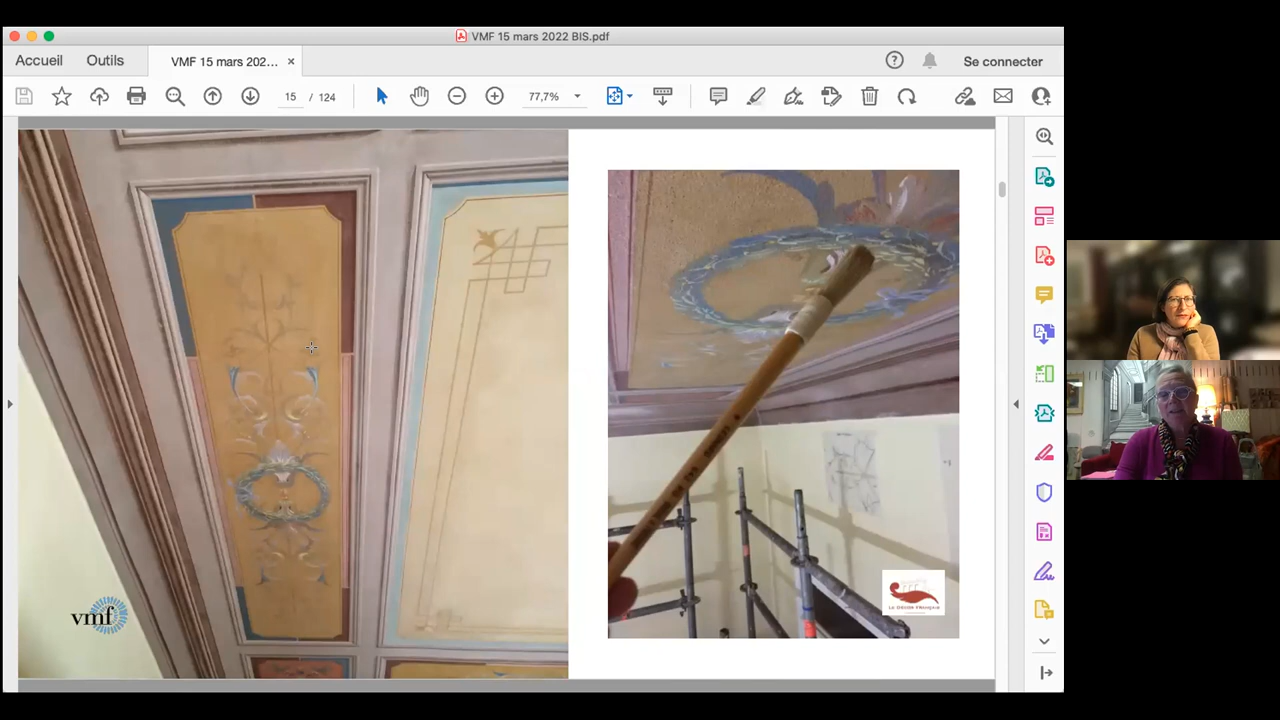 VMF 15 mars 2022 BIS.pdf
Accueil
Outils
VMF 15 mars 202...
×
?
Se connecter
15 / 124
77,7%
vmf
LE DÉCOR FRANÇAIS